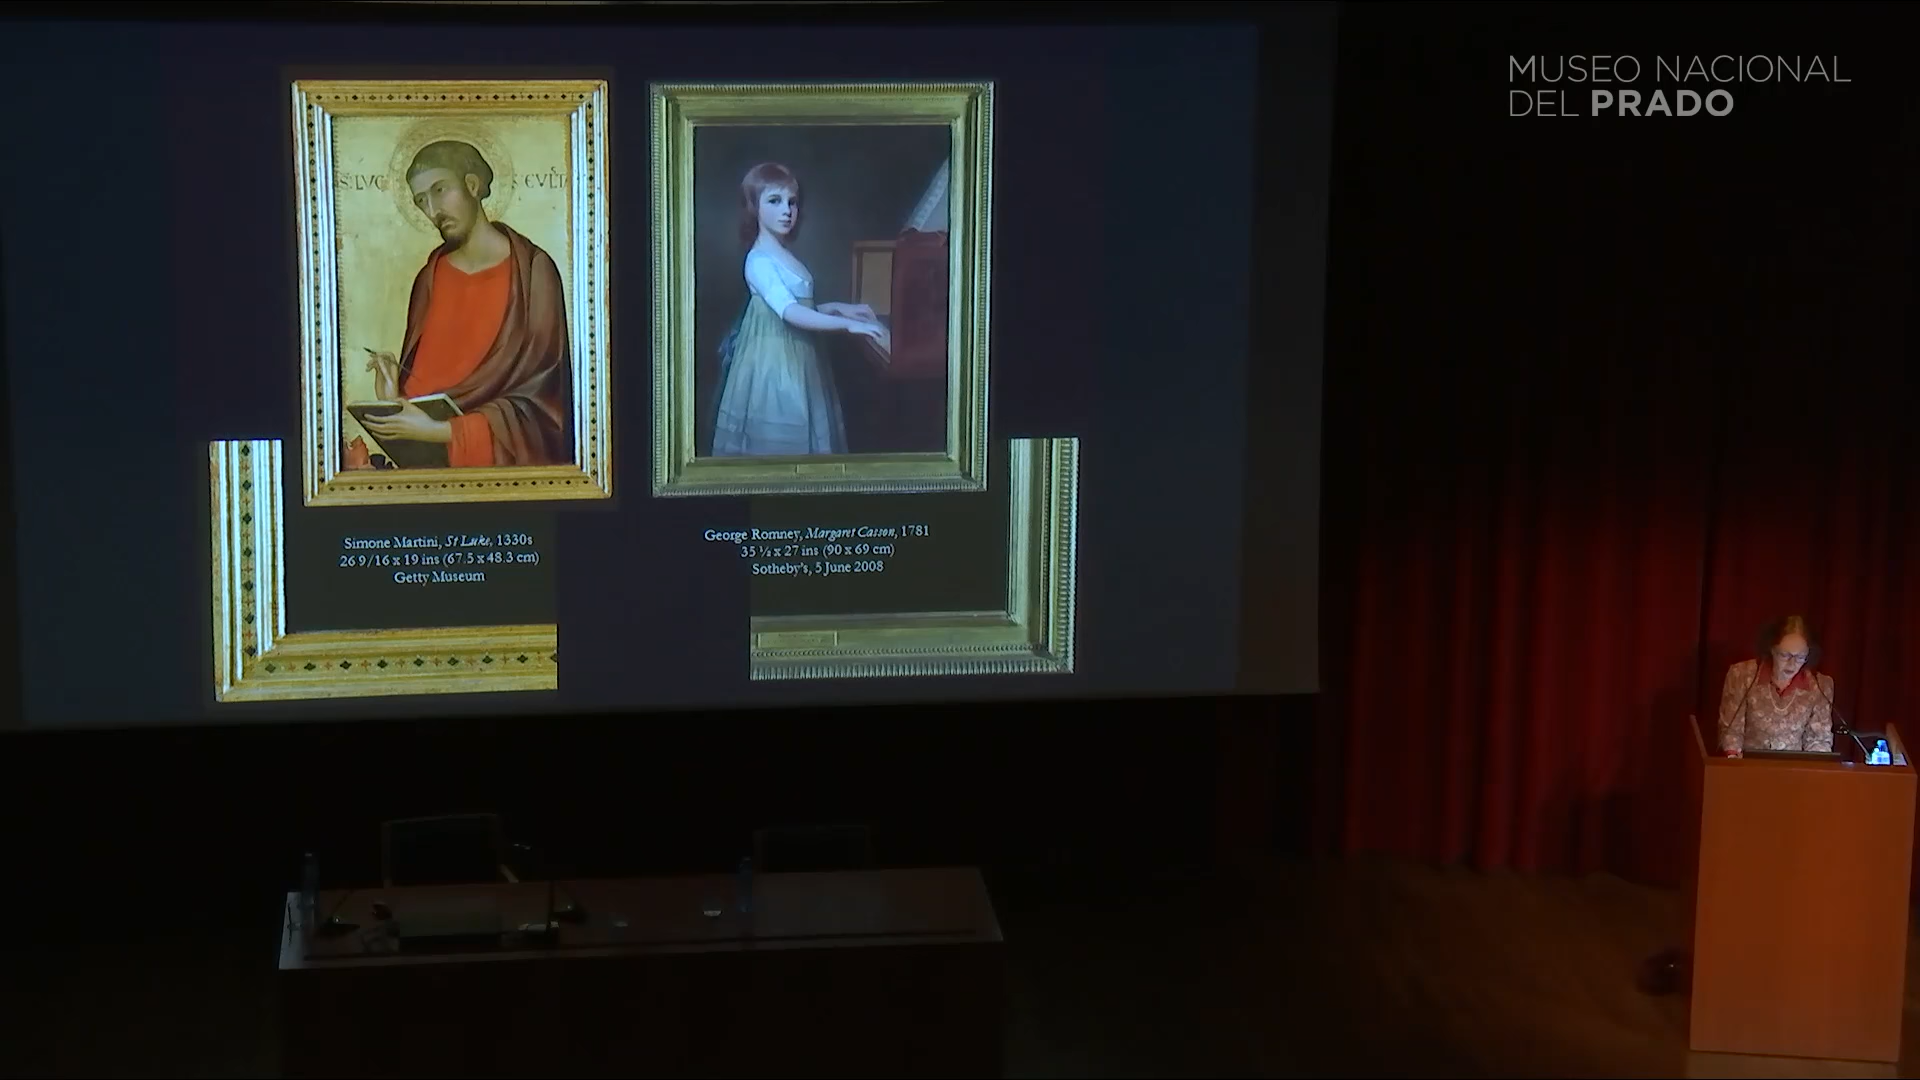 MUSEO NACIONAL
DEL PRADO
Simone Martini, St Luke, 1330s
26 9/16 x 19 ins (67.5 x 48.3 cm)
Getty Museum
George Romney, Margaret Casson, 1781
35 ½ x 27 ins (90 x 69 cm)
Sotheby's, 5 June 2008